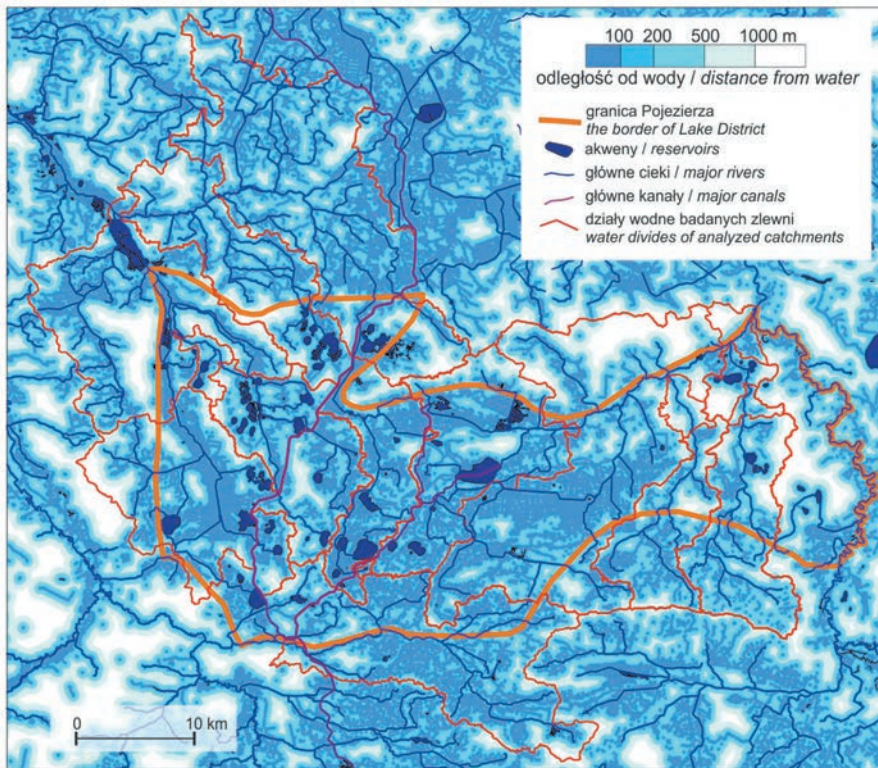 100 200 500 1000 m
odległość od wody / distance from water
granica Pojezierza
the border of Lake District
akweny / reservoirs
główne cieki / major rivers
główne kanały / major canals
działy wodne badanych zlewni
water divides of analyzed catchments
0 10 km